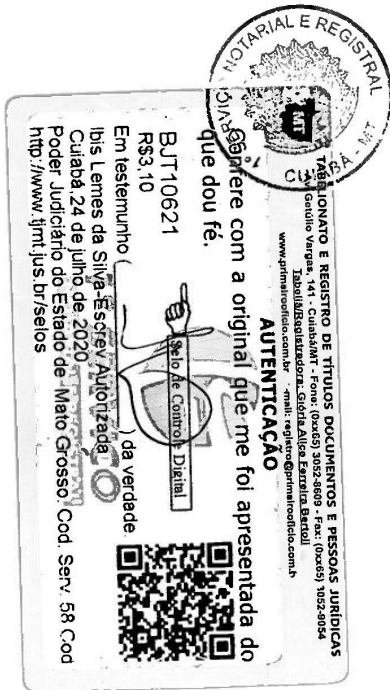 SERVIÇO NOTARIAL E REGISTRAL
1º
MT
CUIABÁ - MT
TABELIONATO E REGISTRO DE TÍTULOS DOCUMENTOS E PESSOAS JURÍDICAS
Getúlio Vargas, 141 - Cuiabá/MT - Fone: (0xx65) 3052-8609 - Fax: (0xx65) 3052-9054
Tabeliã/Registradora: Glória Alice Ferreira Bertoli
www.primeirooficio.com.br -mail: registro@primeirooficio.com.b
AUTENTICAÇÃO
Confere com a original que me foi apresentada do
que dou fé.
BJT10621
R$3,10
Selo de Controle Digital
Em testemunho ( ) da verdade
Ibis Lemes da Silva-Escrev.Autorizada
Cuiabá,24 de julho de 2020
Poder Judiciário do Estado de Mato Grosso Cod. Serv. 58 Cod
http://www.tjmt.jus.br/selos